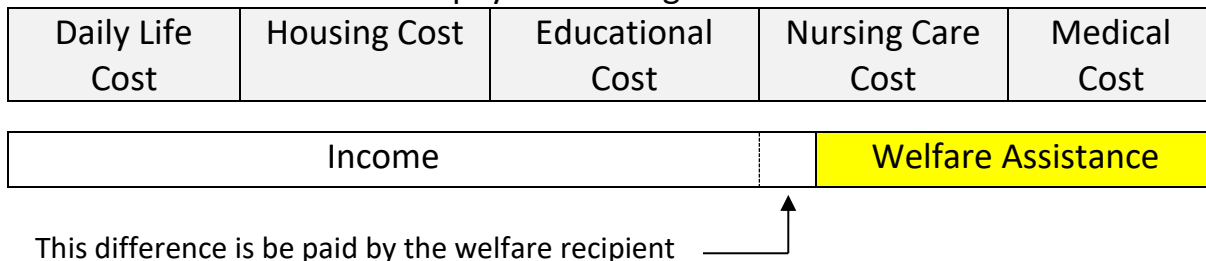 Daily Life Cost
Housing Cost
Educational Cost
Nursing Care Cost
Medical Cost
Income
Welfare Assistance
This difference is be paid by the welfare recipient